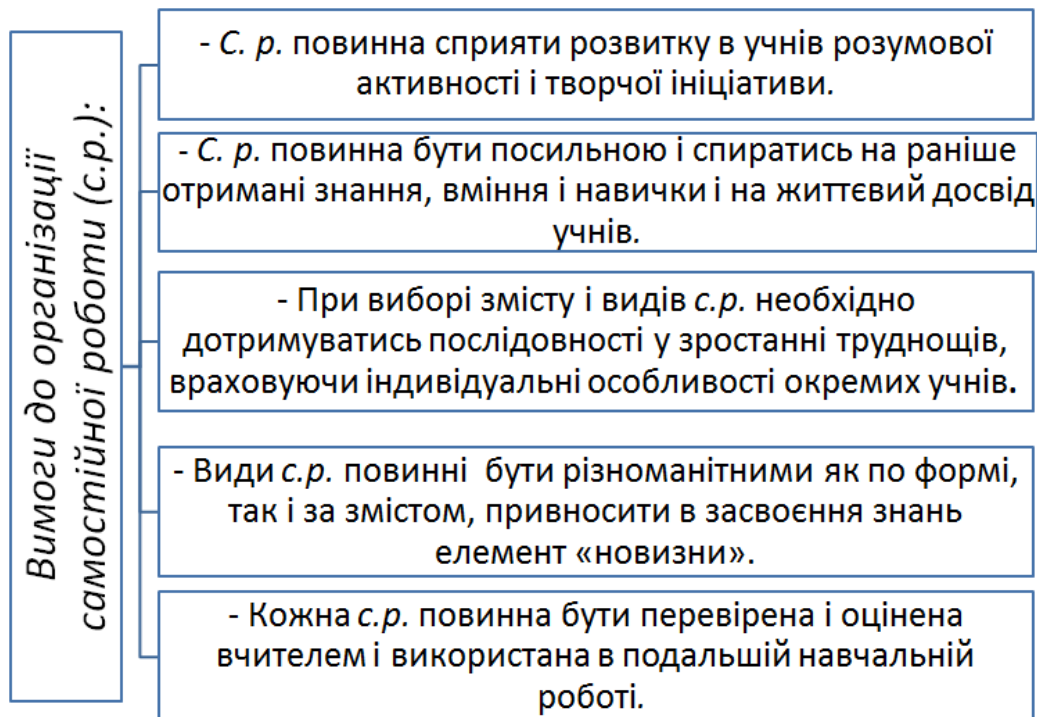 Вимоги до організації
самостійної роботи (с.р.):
- С. р. повинна сприяти розвитку в учнів розумової
активності і творчої ініціативи.
- С. р. повинна бути посильною і спиратись на раніше
отримані знання, вміння і навички і на життєвий досвід
учнів.
- При виборі змісту і видів с.р. необхідно
дотримуватись послідовності у зростанні труднощів,
враховуючи індивідуальні особливості окремих учнів.
- Види с.р. повинні бути різноманітними як по формі,
так і за змістом, привносити в засвоєння знань
елемент «новизни».
- Кожна с.р. повинна бути перевірена і оцінена
вчителем і використана в подальшій навчальній
роботі.